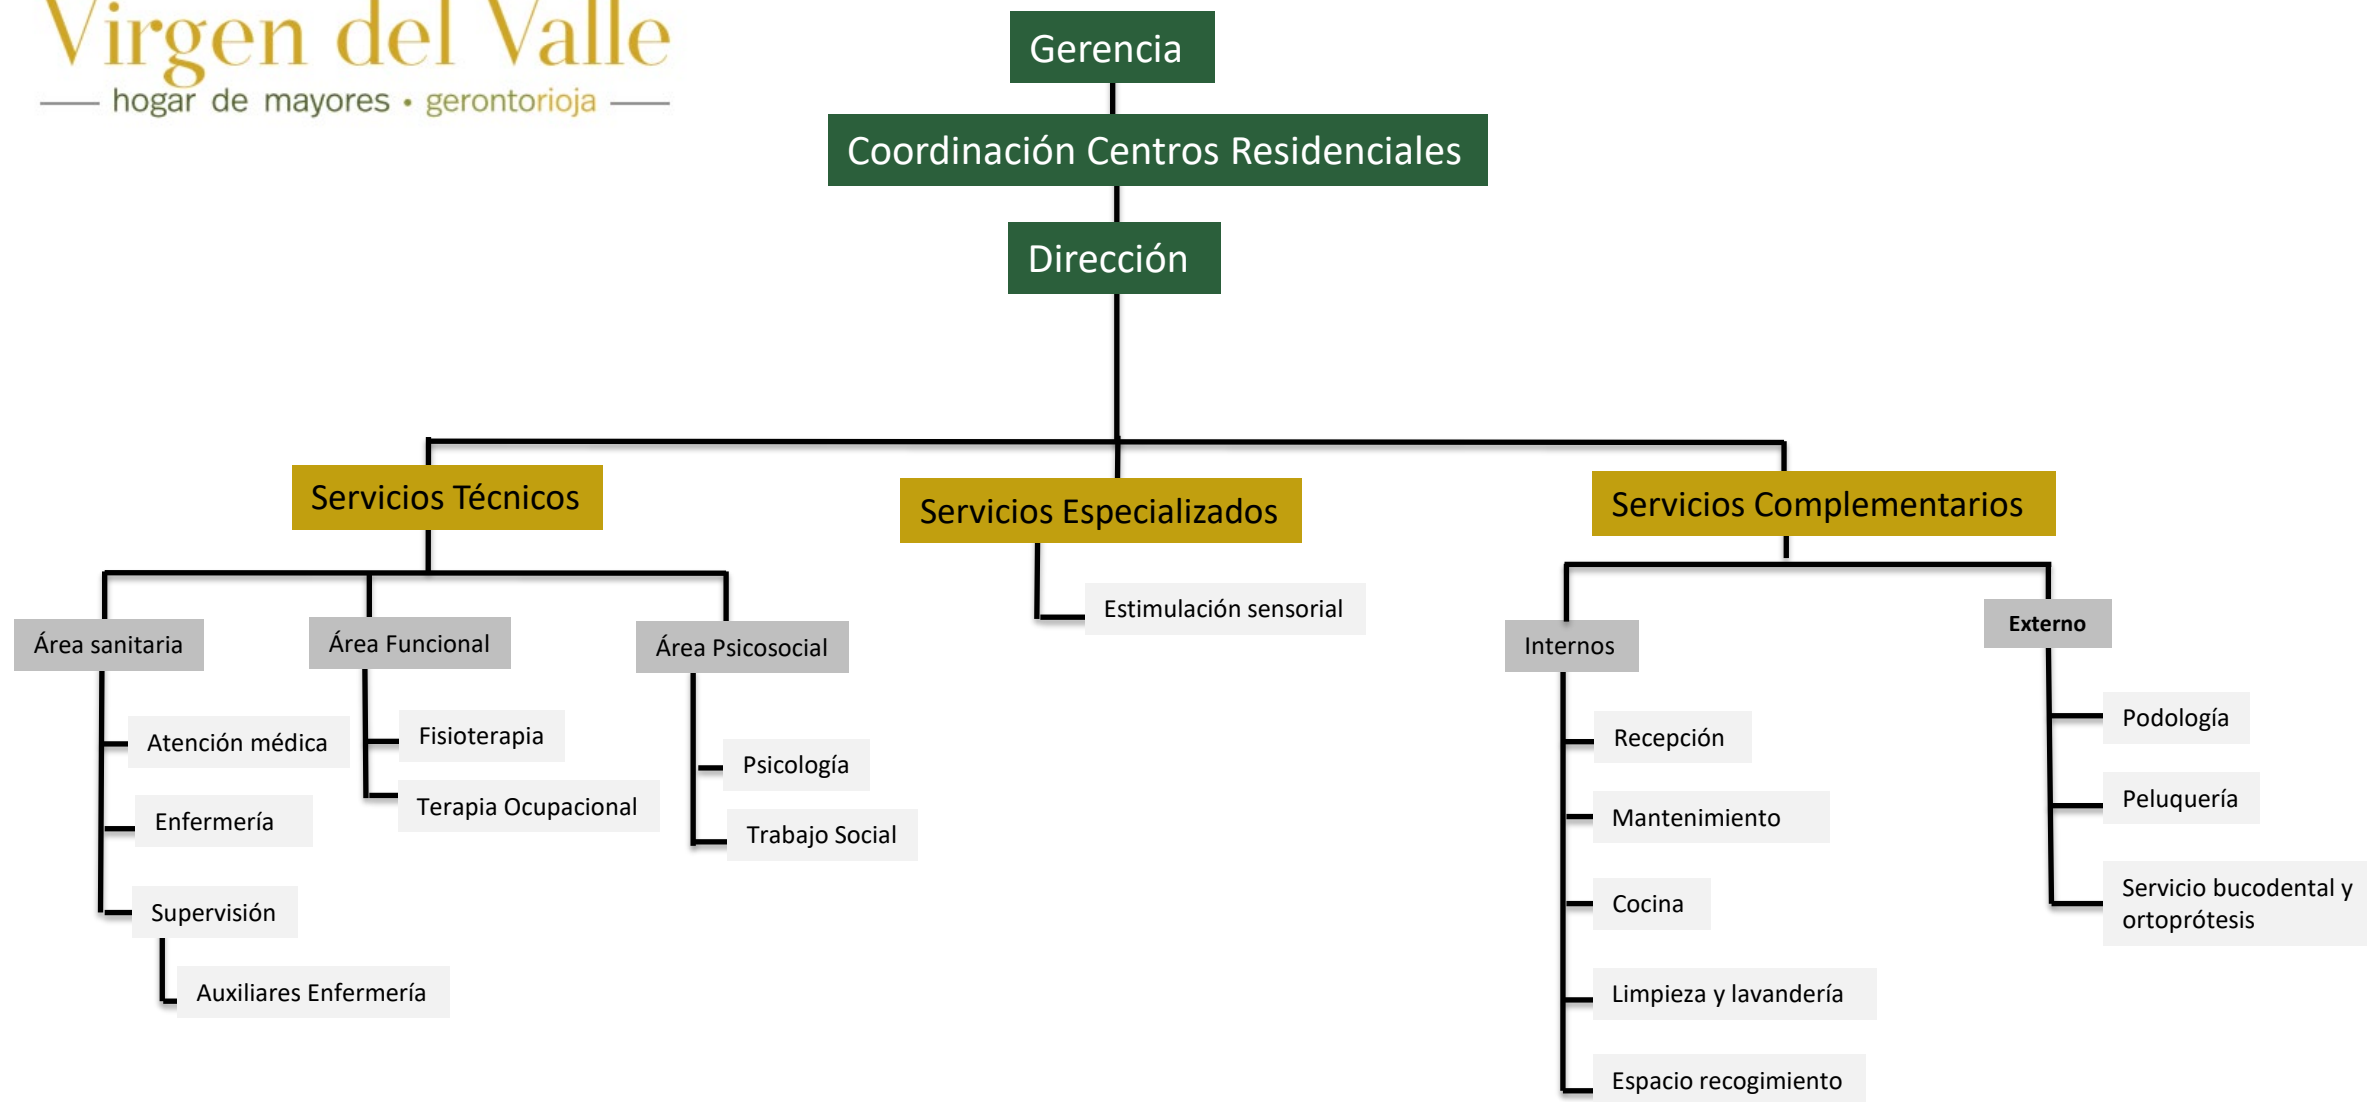 Virgen del Valle
hogar de mayores • gerontorioja
Gerencia
Coordinación Centros Residenciales
Dirección
Servicios Técnicos
Servicios Especializados
Servicios Complementarios
Área sanitaria
Atención médica
Enfermería
Supervisión
Auxiliares Enfermería
Área Funcional
Fisioterapia
Terapia Ocupacional
Área Psicosocial
Psicología
Trabajo Social
Estimulación sensorial
Internos
Recepción
Mantenimiento
Cocina
Limpieza y lavandería
Espacio recogimiento
Externo
Podología
Peluquería
Servicio bucodental y
ortoprótesis